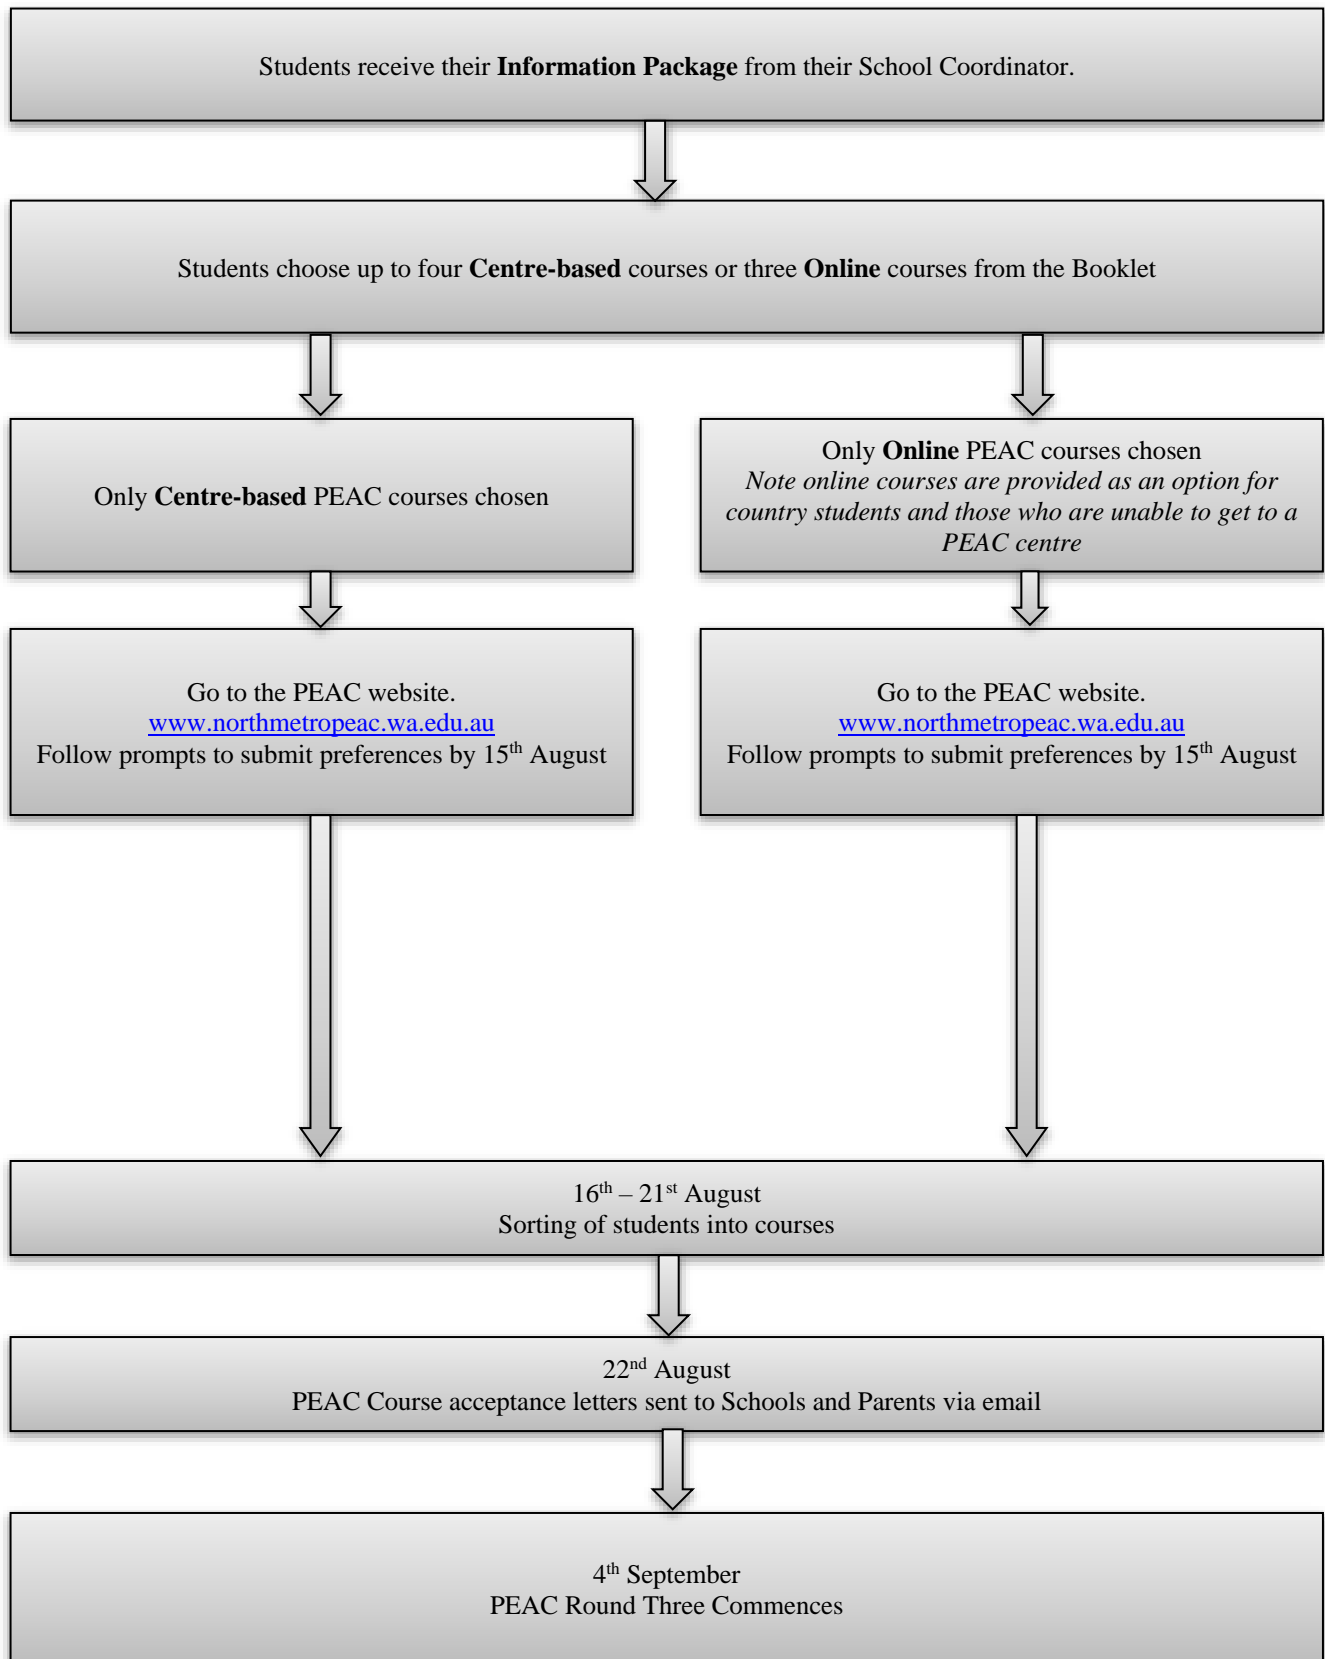 Students receive their Information Package from their School Coordinator.
Students choose up to four Centre-based courses or three Online courses from the Booklet
Only Centre-based PEAC courses chosen
Only Online PEAC courses chosen
Note online courses are provided as an option for
country students and those who are unable to get to a
PEAC centre
Go to the PEAC website.
www.northmetropeac.wa.edu.au
Follow prompts to submit preferences by 15th August
Go to the PEAC website.
www.northmetropeac.wa.edu.au
Follow prompts to submit preferences by 15th August
16th – 21st August
Sorting of students into courses
22nd August
PEAC Course acceptance letters sent to Schools and Parents via email
4th September
PEAC Round Three Commences